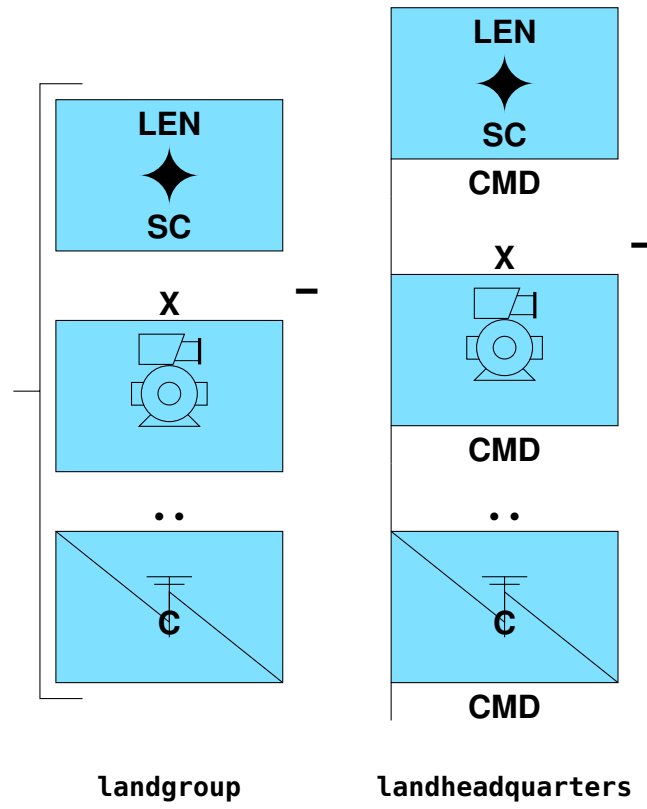 LEN
SC
X
C
landgroup
LEN
SC
CMD
X
CMD
C
CMD
landheadquarters